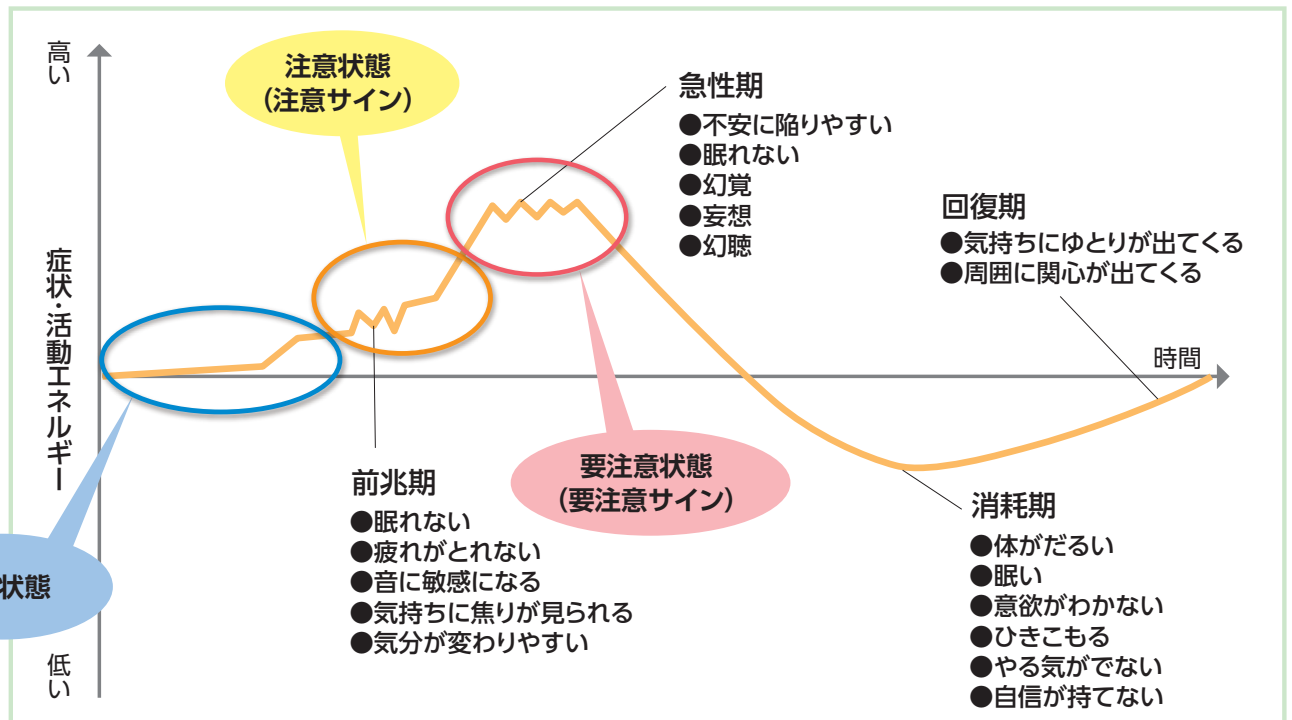 高い
症状・活動エネルギー
低い
時間
注意状態
(注意サイン)
急性期
●不安に陥りやすい
●眠れない
●幻覚
●妄想
●幻聴
回復期
●気持ちにゆとりが出てくる
●周囲に関心が出てくる
要注意状態
(要注意サイン)
前兆期
●眠れない
●疲れがとれない
●音に敏感になる
●気持ちに焦りが見られる
●気分が変わりやすい
状態
消耗期
●体がだるい
●眠い
●意欲がわかない
●ひきこもる
●やる気がでない
●自信が持てない